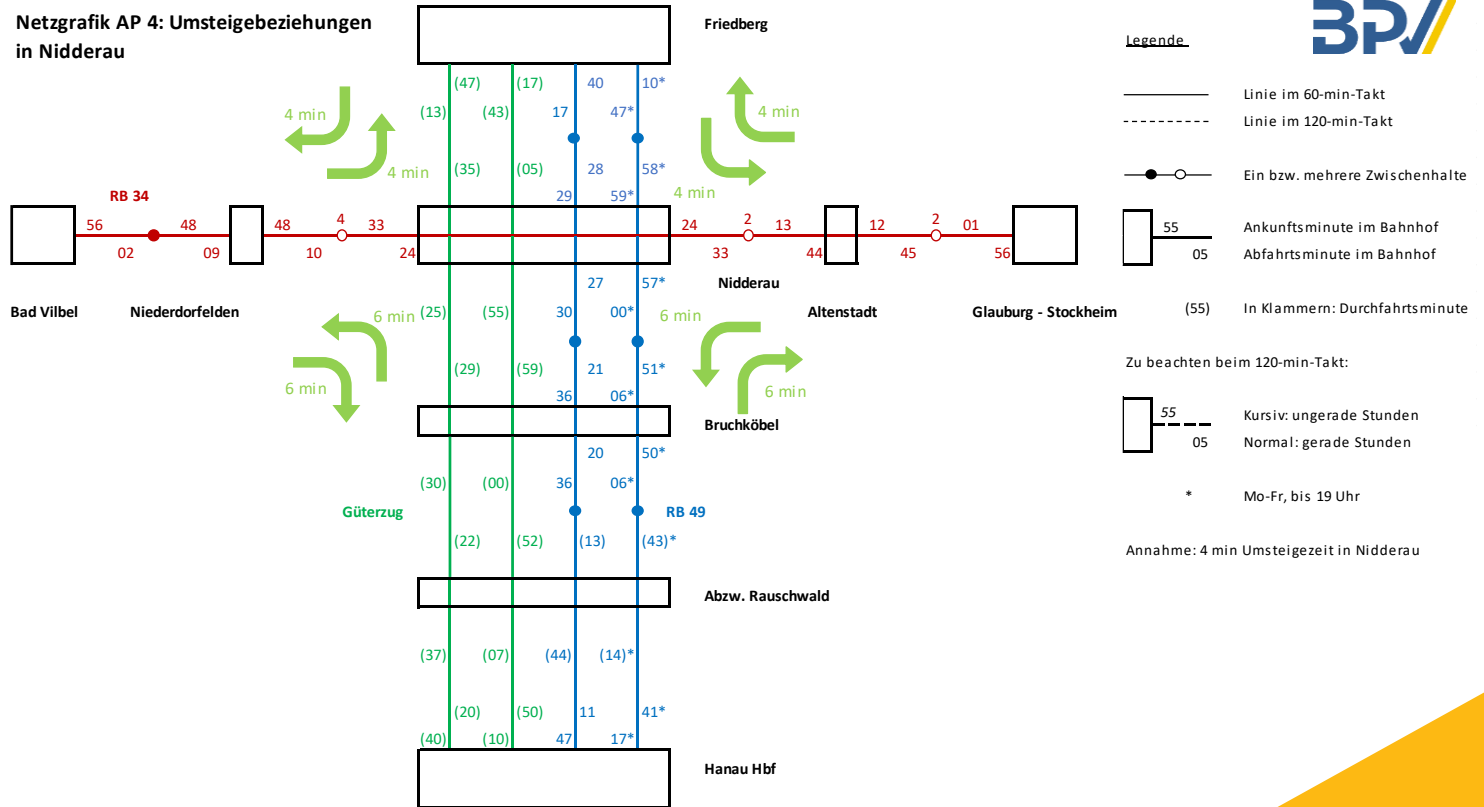 Netzgrafik AP 4: Umsteigebeziehungen
in Nidderau
Friedberg
Legende
BPV
(47) (17) 40 10*
(13) (43) 17 47*
4 min 4 min
4 min
(35) (05) 28 58*
29 59*
4 min
Linie im 60-min-Takt
Linie im 120-min-Takt
Ein bzw. mehrere Zwischenhalte
RB 34
56 48 48 4 33 24 2 13 12 2 01
02 09 10 24 33 44 45 56
55 Ankunftsminute im Bahnhof
05 Abfahrtsminute im Bahnhof
Nidderau
Bad Vilbel Niederdorfelden Altenstadt Glauburg - Stockheim
(55) In Klammern: Durchfahrtsminute
27 57*
6 min (25) (55) 30 00* 6 min
(29) (59) 21 51*
6 min 36 06* 6 min
Bruchköbel
Zu beachten beim 120-min-Takt:
55 Kursiv: ungerade Stunden
05 Normal: gerade Stunden
20 50*
(30) (00) 36 06*
Güterzug RB 49
* Mo-Fr, bis 19 Uhr
(22) (52) (13) (43)*
Annahme: 4 min Umsteigezeit in Nidderau
Abzw. Rauschwald
(37) (07) (44) (14)*
(20) (50) 11 41*
(40) (10) 47 17*
Hanau Hbf